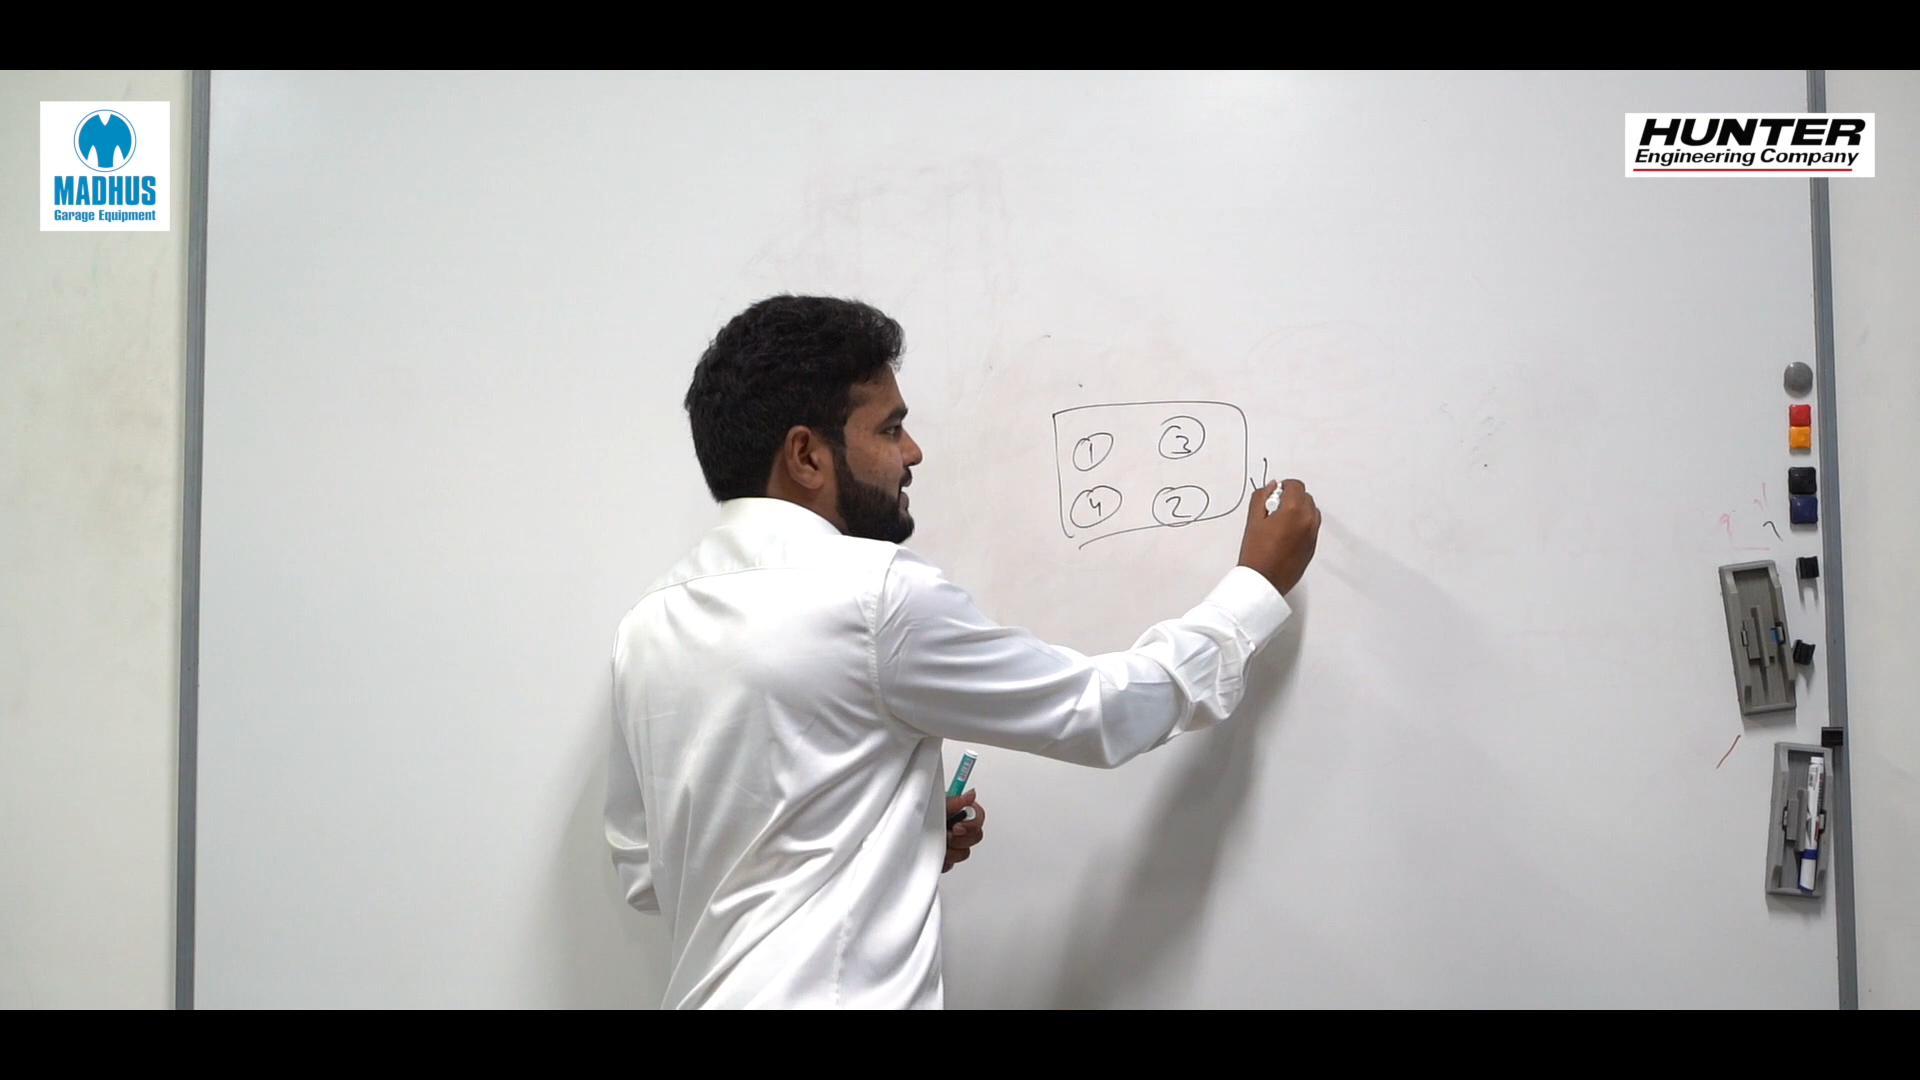 MADHUS
Garage Equipment
HUNTER
Engineering Company
1 3
4 2